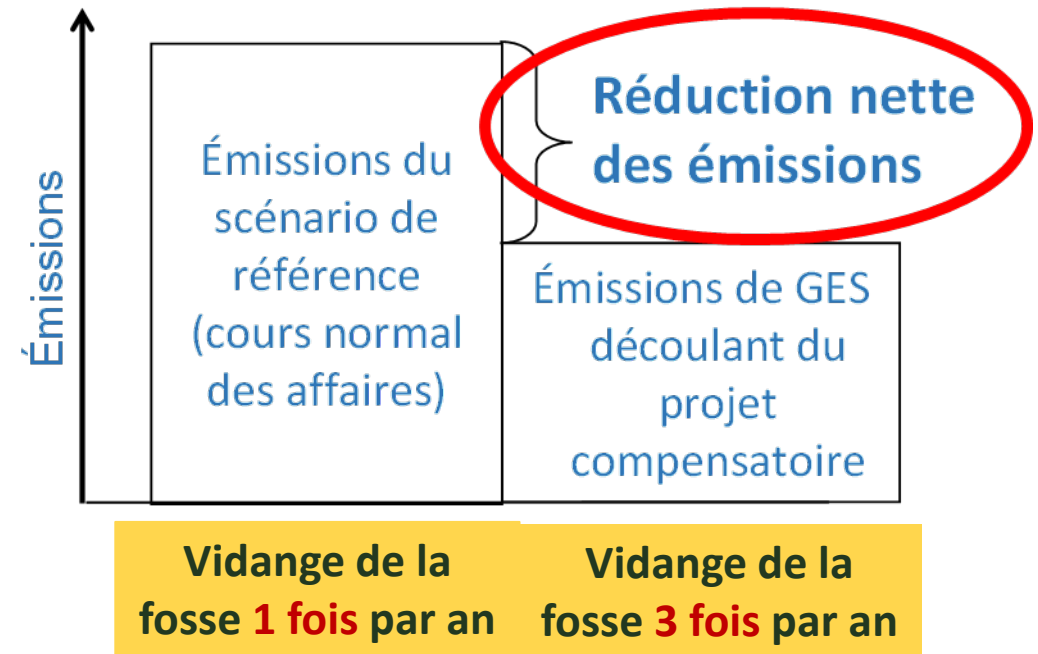 Émissions
Émissions du
scénario de
référence
(cours normal
des affaires)
Réduction nette
des émissions
Émissions de GES
découlant du
projet
compensatoire
Vidange de la
fosse 1 fois par an
Vidange de la
fosse 3 fois par an